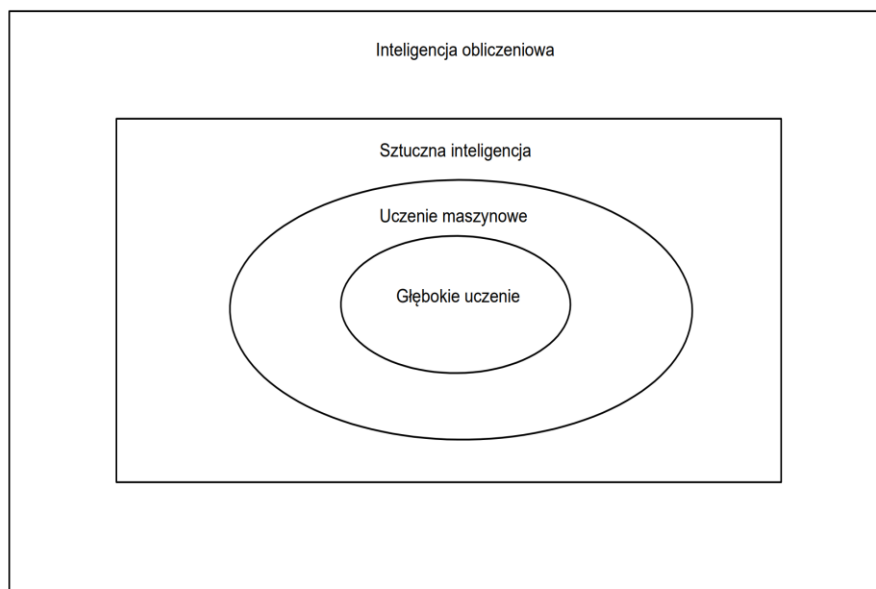 Inteligencja obliczeniowa
Sztuczna inteligencja
Uczenie maszynowe
Głębokie uczenie